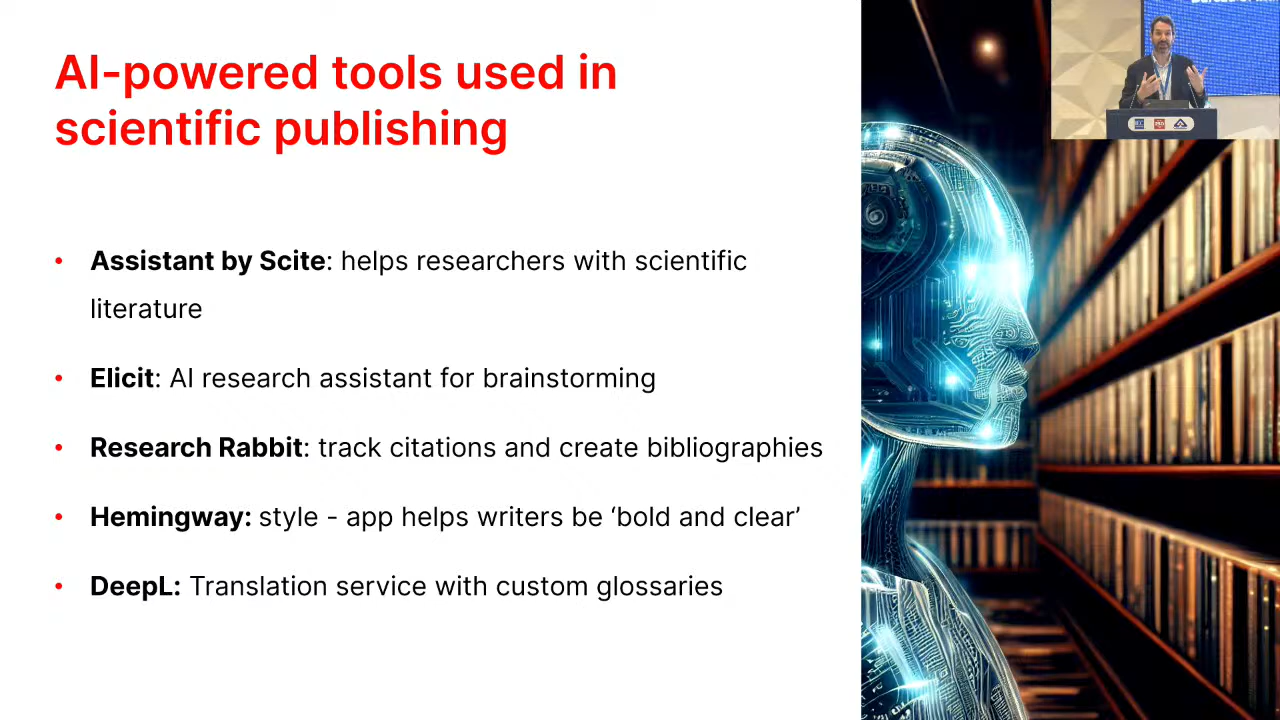 AI-powered tools used in
scientific publishing
• Assistant by Scite: helps researchers with scientific
literature
• Elicit: AI research assistant for brainstorming
• Research Rabbit: track citations and create bibliographies
• Hemingway: style - app helps writers be ‘bold and clear’
• DeepL: Translation service with custom glossaries